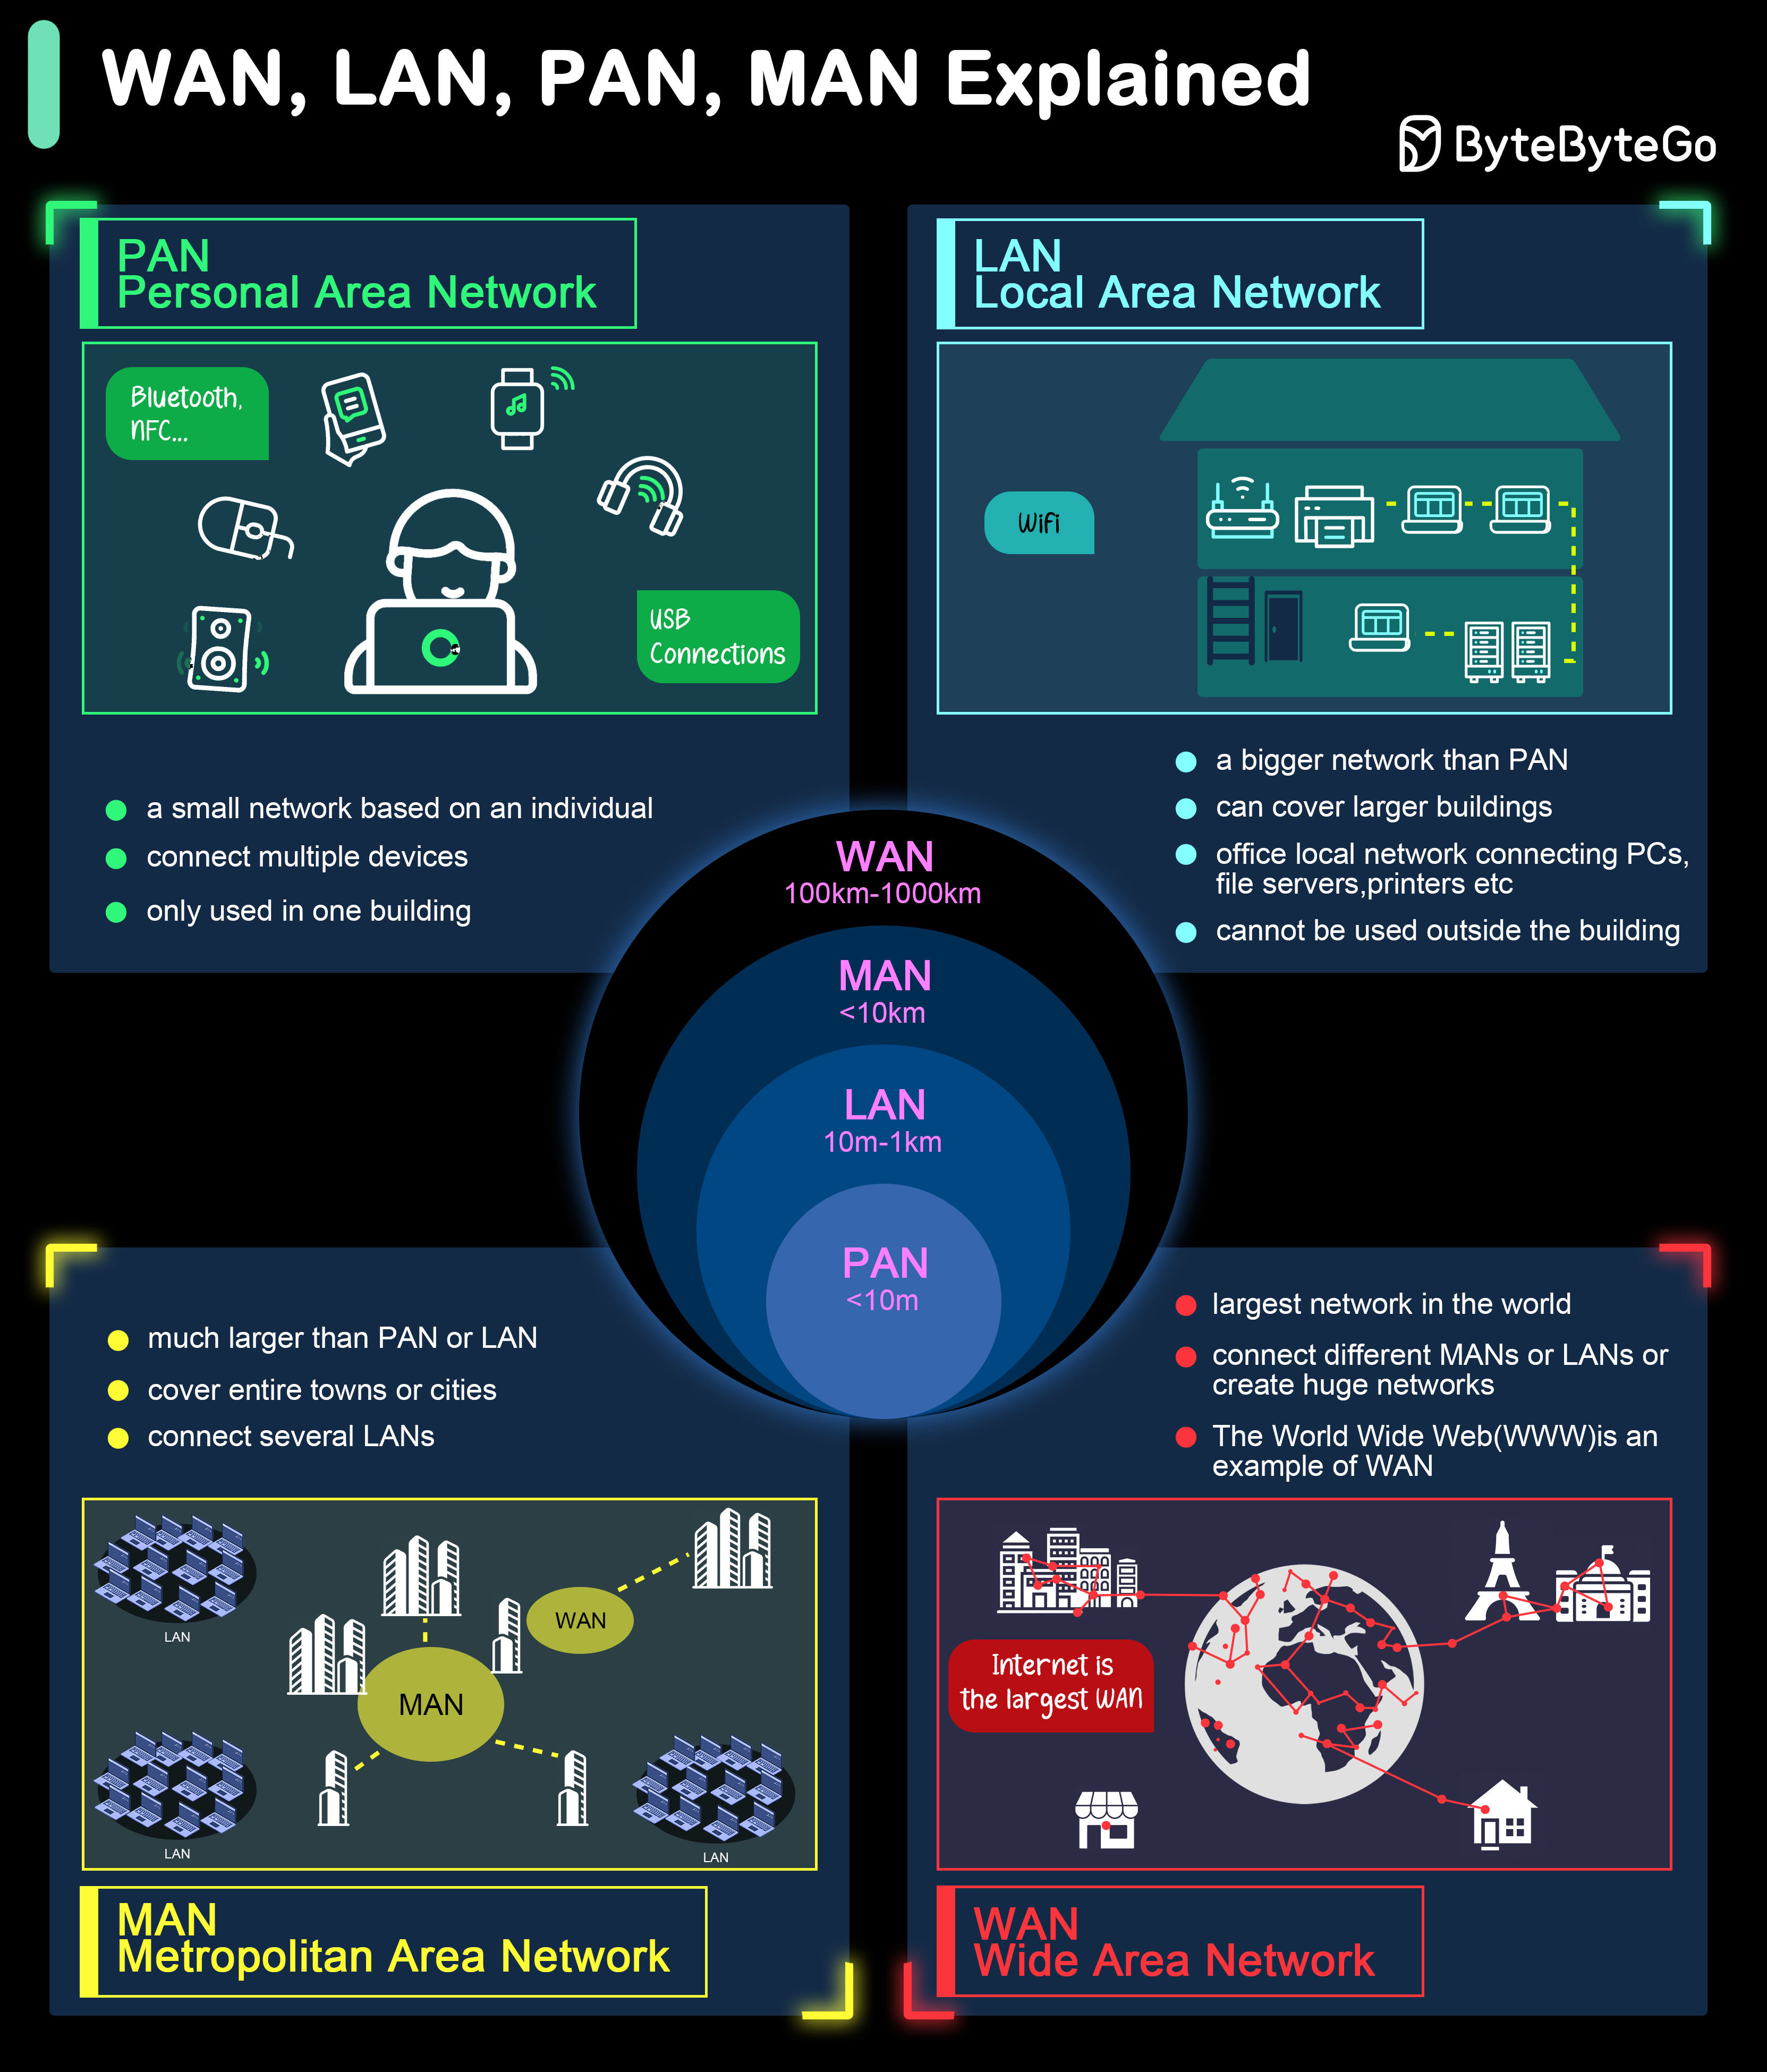 WAN, LAN, PAN, MAN Explained
ByteByteGo
PAN
Personal Area Network
Bluetooth,
NFC...
USB
Connections
a small network based on an individual
connect multiple devices
only used in one building
LAN
Local Area Network
Wifi
a bigger network than PAN
can cover larger buildings
office local network connecting PCs,
file servers,printers etc
cannot be used outside the building
WAN
100km-1000km
MAN
<10km
LAN
10m-1km
PAN
<10m
much larger than PAN or LAN
cover entire towns or cities
connect several LANs
LAN
WAN
MAN
LAN
LAN
MAN
Metropolitan Area Network
largest network in the world
connect different MANs or LANs or
create huge networks
The World Wide Web(WWW)is an
example of WAN
Internet is
the largest WAN
WAN
Wide Area Network